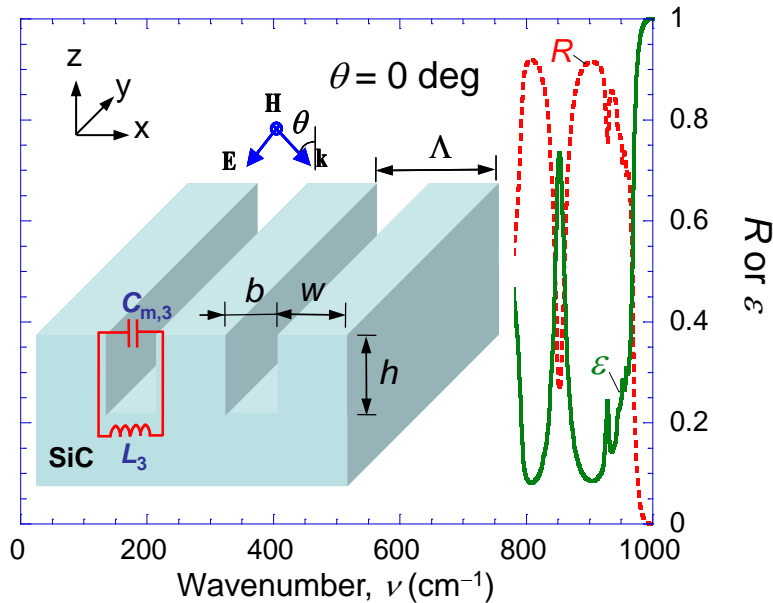 z
y
x
θ = 0 deg
H
θ
E
k
Λ
R
b
w
h
C_m,3
L_3
SiC
ε
1
0.8
0.6
0.4
0.2
0
R or ε
0 200 400 600 800 1000
Wavenumber, ν (cm⁻¹)